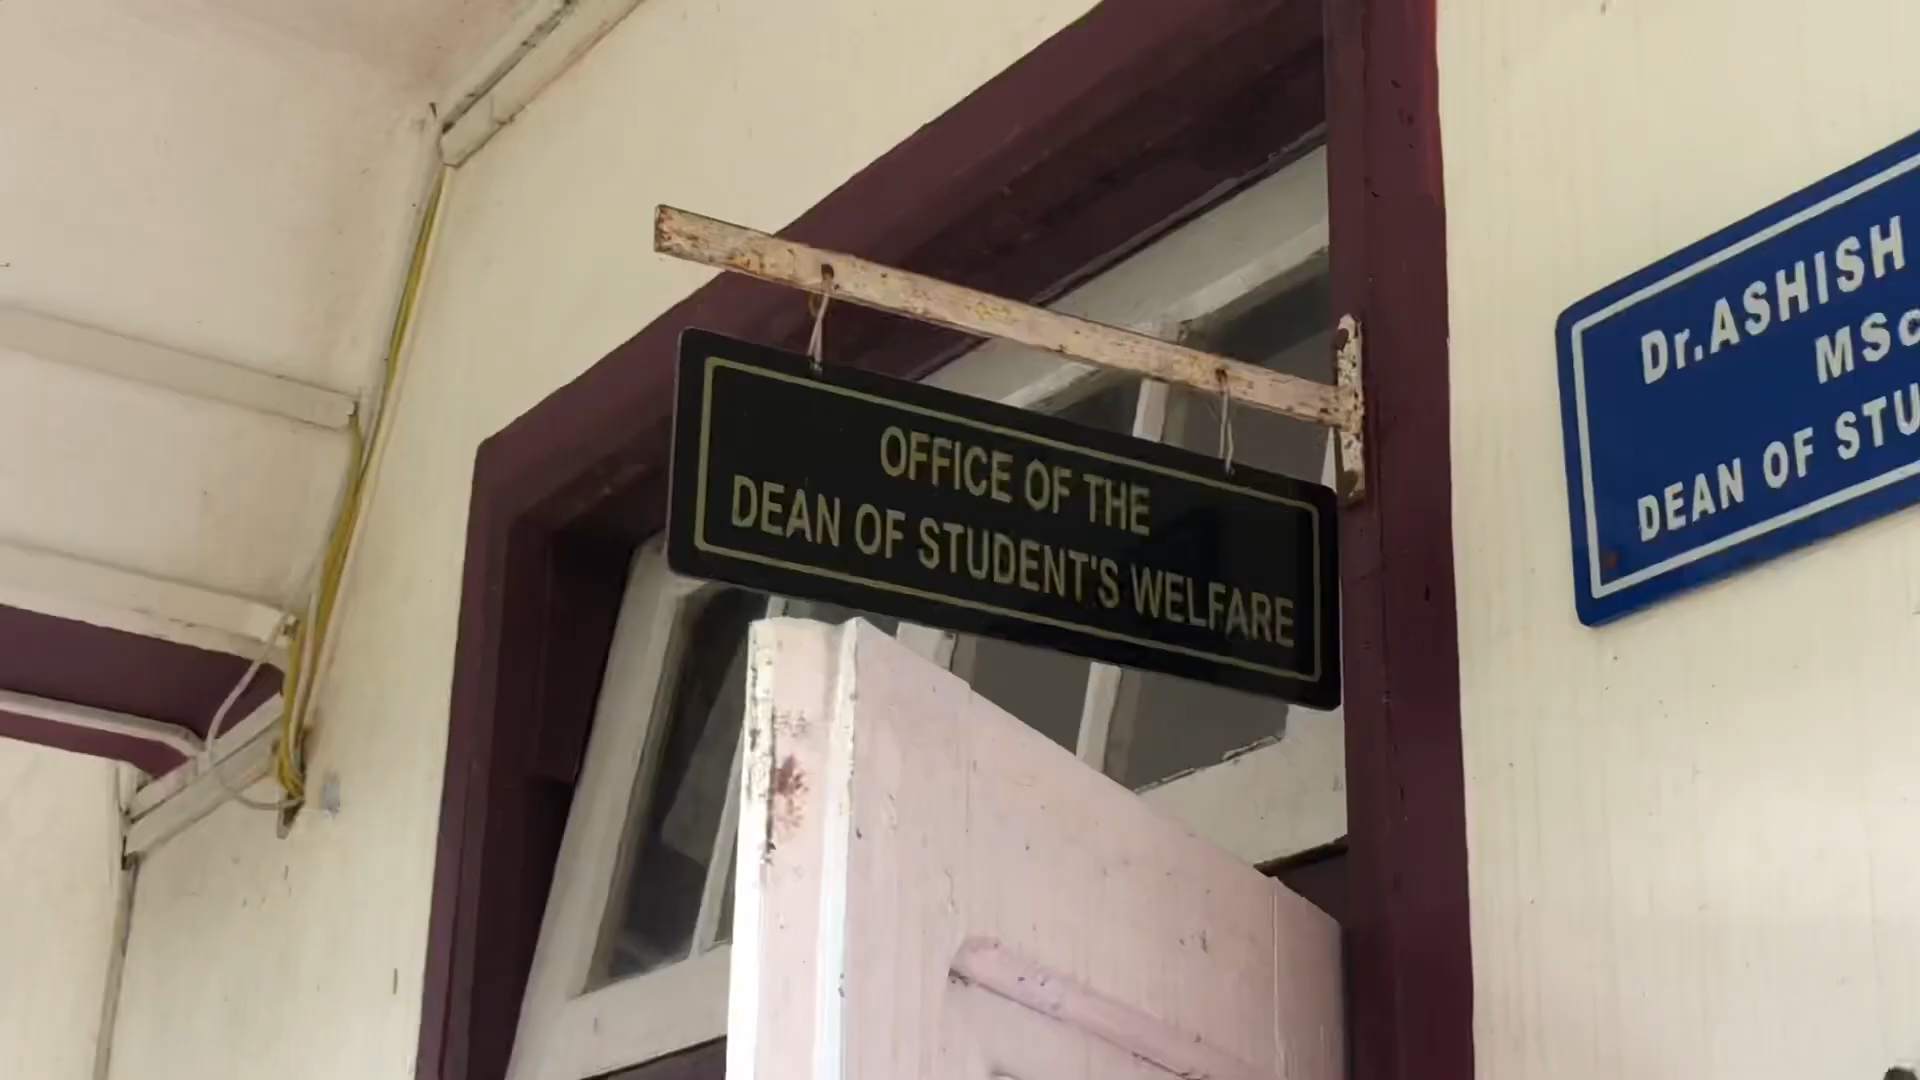 OFFICE OF THE
DEAN OF STUDENT'S WELFARE
Dr.ASHISH
MSc
DEAN OF STU